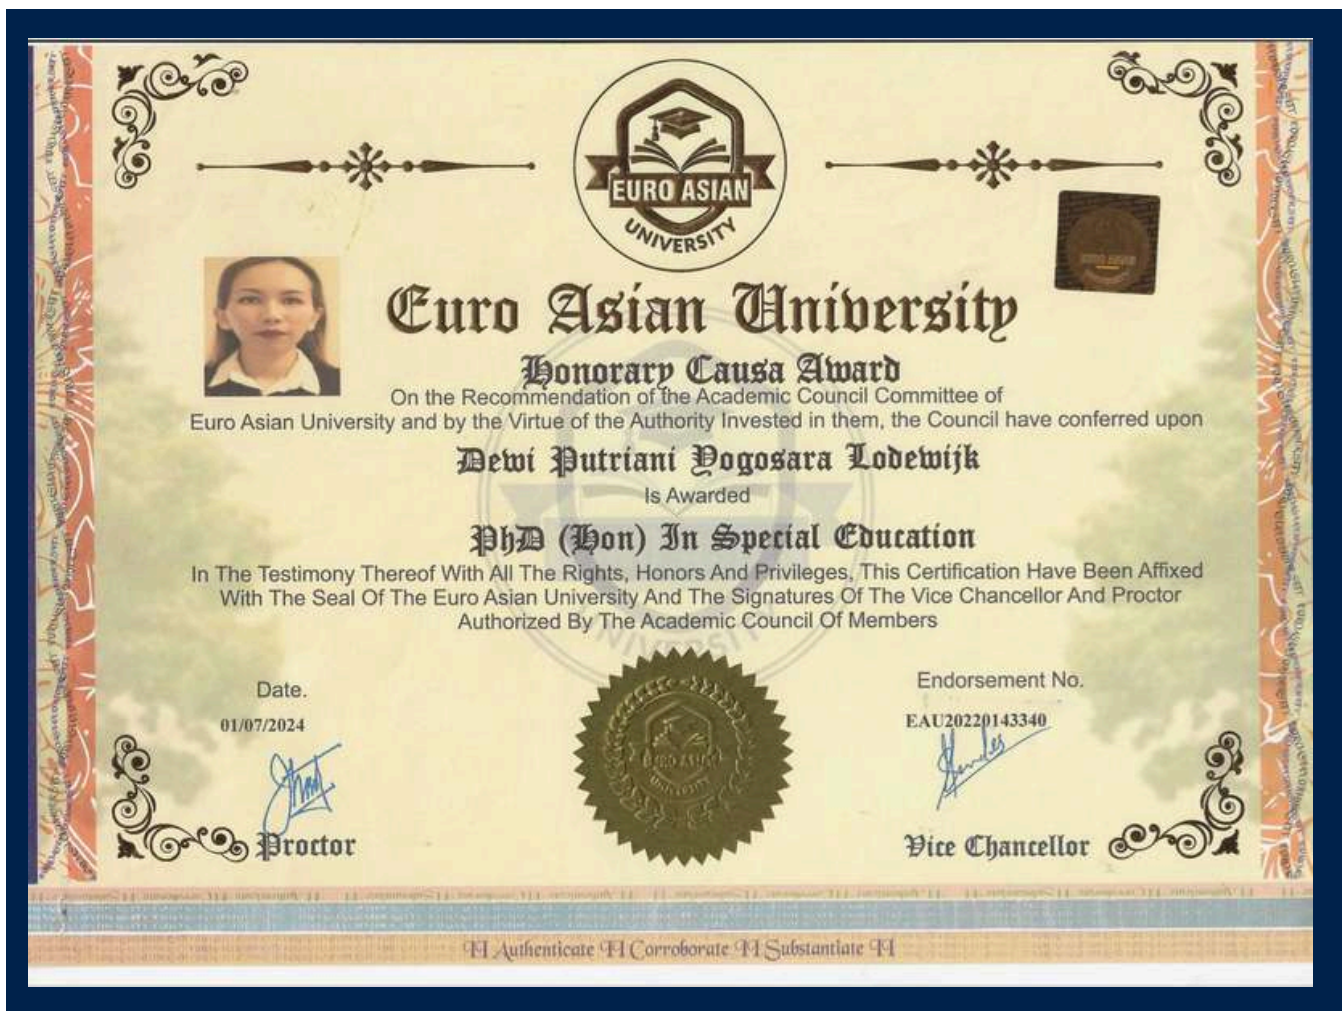 EURO ASIAN
UNIVERSITY
Euro Asian University
Honorary Causa Award
On the Recommendation of the Academic Council Committee of
Euro Asian University and by the Virtue of the Authority Invested in them, the Council have conferred upon
Dewi Putriani Yogosara Lodewijk
Is Awarded
PhD (Hon) In Special Education
In The Testimony Thereof With All The Rights, Honors And Privileges, This Certification Have Been Affixed
With The Seal Of The Euro Asian University And The Signatures Of The Vice Chancellor And Proctor
Authorized By The Academic Council Of Members
Date.
01/07/2024
Endorsement No.
EAU20220143340
EURO ASIAN
UNIVERSITY
Proctor
Vice Chancellor
Authenticate Corroborate Substantiate